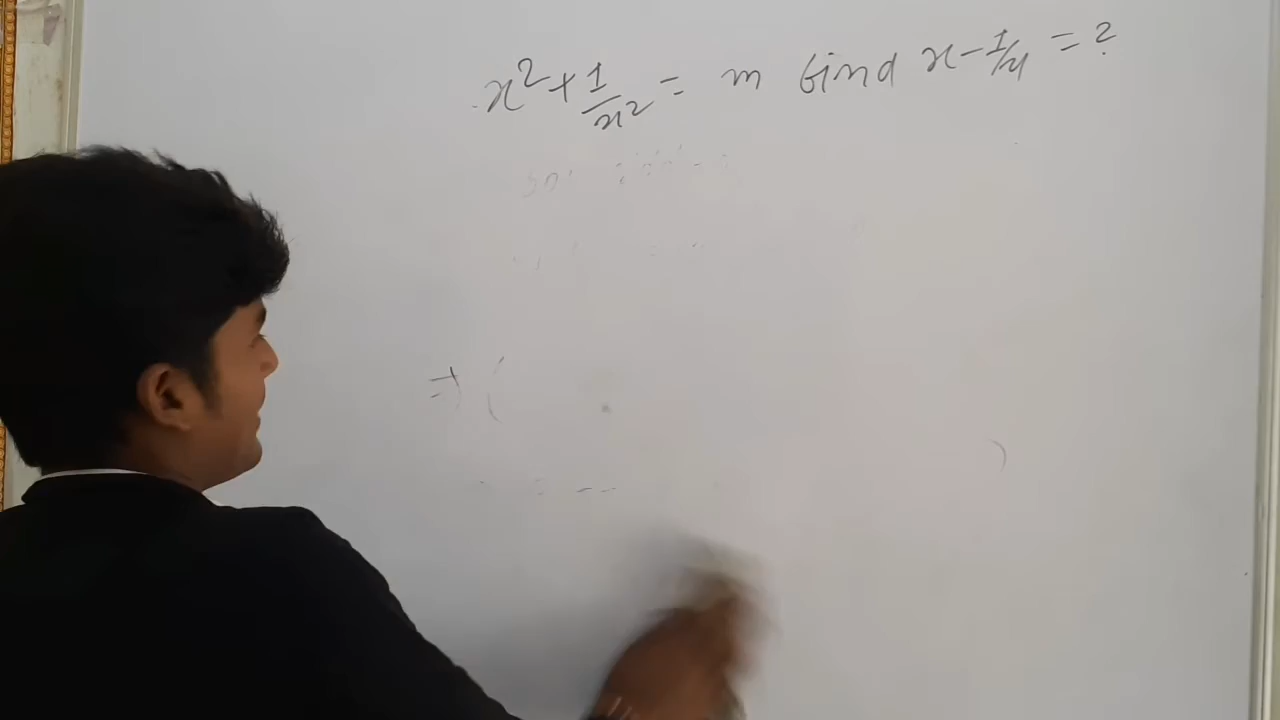 x² + 1/x² = m find x - 1/x = ?
⇒ (